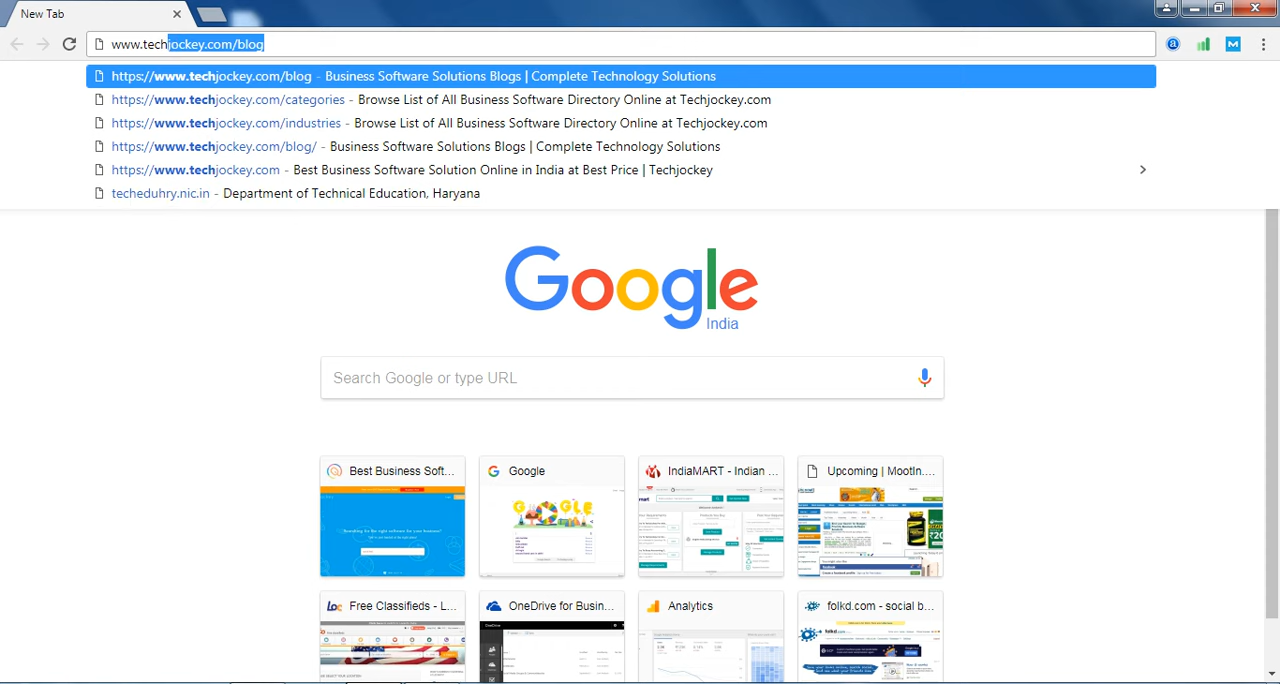 New Tab
www.techjockey.com/blog
https://www.techjockey.com/blog - Business Software Solutions Blogs | Complete Technology Solutions
https://www.techjockey.com/categories - Browse List of All Business Software Directory Online at Techjockey.com
https://www.techjockey.com/industries - Browse List of All Business Software Directory Online at Techjockey.com
https://www.techjockey.com/blog/ - Business Software Solutions Blogs | Complete Technology Solutions
https://www.techjockey.com - Best Business Software Solution Online in India at Best Price | Techjockey
techeduhry.nic.in - Department of Technical Education, Haryana
Google
India
Search Google or type URL
Best Business Soft...
Google
IndiaMART - Indian ...
Upcoming | MootIn....
Free Classifieds - L...
OneDrive for Busin...
Analytics
folkd.com - social b...